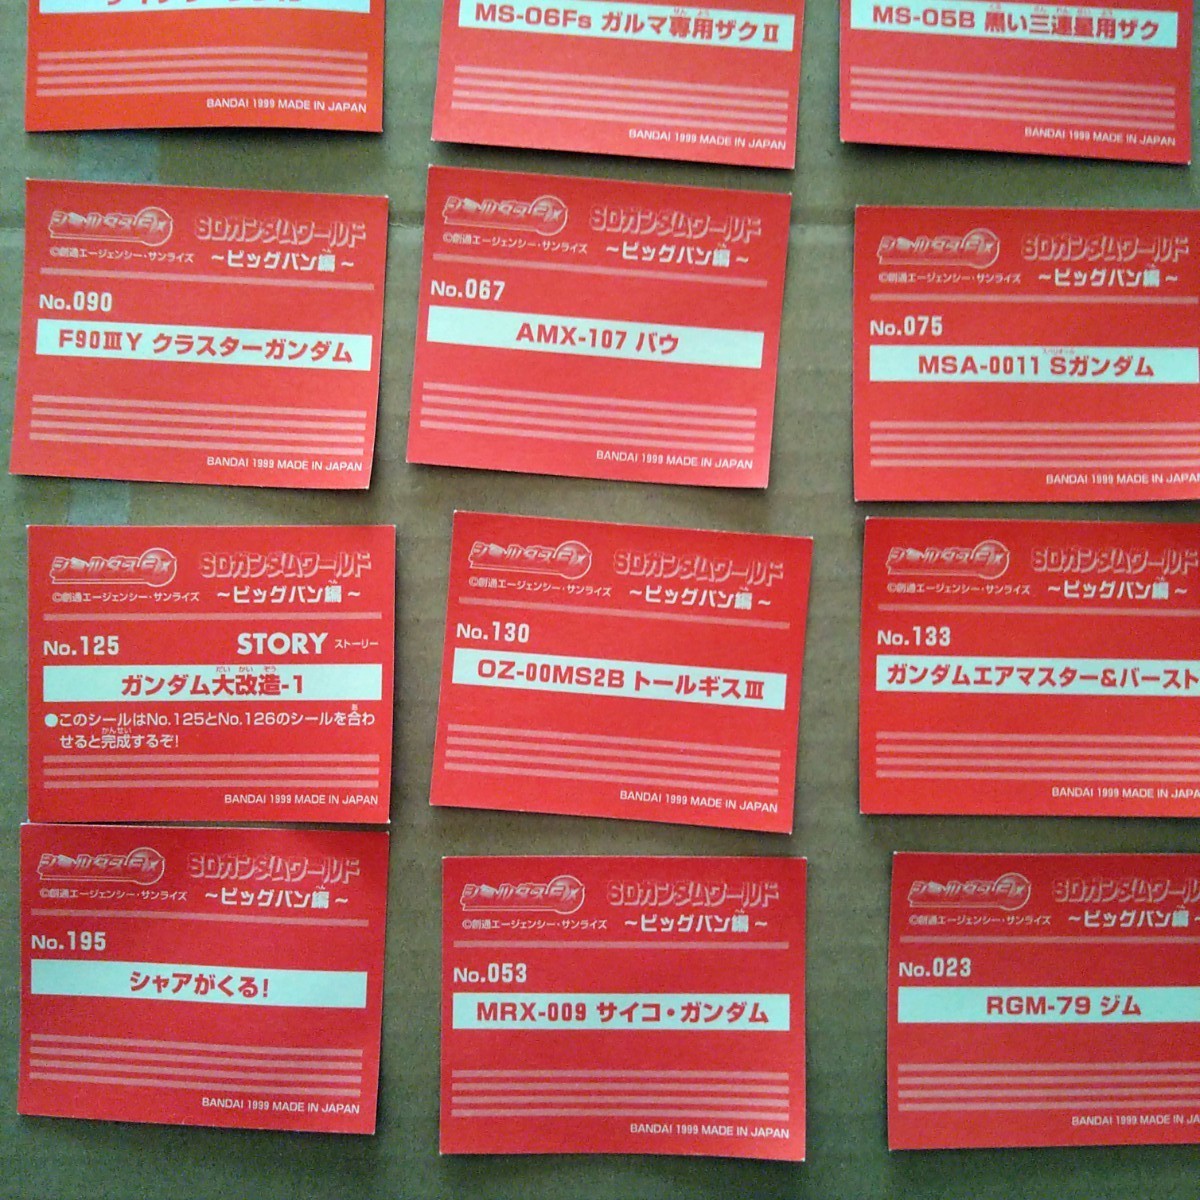 BANDAI 1999 MADE IN JAPAN
MS-06Fs ガルマ専用ザクⅡ
BANDAI 1999 MADE IN JAPAN
MS-05B 黒い三連星用ザク
BANDAI 1999 MADE IN JAPAN
シールダスEX SDガンダムワールド
©創通エージェンシー・サンライズ ～ビッグバン編～
No.090
F90ⅢY クラスターガンダム
BANDAI 1999 MADE IN JAPAN
シールダスEX SDガンダムワールド
©創通エージェンシー・サンライズ ～ビッグバン編～
No.067
AMX-107 バウ
BANDAI 1999 MADE IN JAPAN
シールダスEX SDガンダムワールド
©創通エージェンシー・サンライズ ～ビッグバン編～
No.075
MSA-0011 Sガンダム
BANDAI 1999 MADE IN JAPA
シールダスEX SDガンダムワールド
©創通エージェンシー・サンライズ ～ビッグバン編～
No.125 STORY ストーリー
ガンダム大改造-1
●このシールはNo.125とNo.126のシールを合わ
せると完成するぞ!
BANDAI 1999 MADE IN JAPAN
シールダスEX SDガンダムワールド
©創通エージェンシー・サンライズ ～ビッグバン編～
No.130
OZ-00MS2B トールギスⅢ
BANDAI 1999 MADE IN JAPAN
シールダスEX SDガンダムワールド
©創通エージェンシー・サンライズ ～ビッグバン編～
No.133
ガンダムエアマスター&バースト
BANDAI 1999 MADE IN JAP
シールダスEX SDガンダムワールド
©創通エージェンシー・サンライズ ～ビッグバン編～
No.195
シャアがくる!
BANDAI 1999 MADE IN JAPAN
シールダスEX SDガンダムワールド
©創通エージェンシー・サンライズ ～ビッグバン編～
No.053
MRX-009 サイコ・ガンダム
BANDAI 1999 MADE IN JAPAN
シールダスEX SDガンダムワール
©創通エージェンシー・サンライズ ～ビッグバン編
No.023
RGM-79 ジム
BANDAI 1999 MADE IN JA